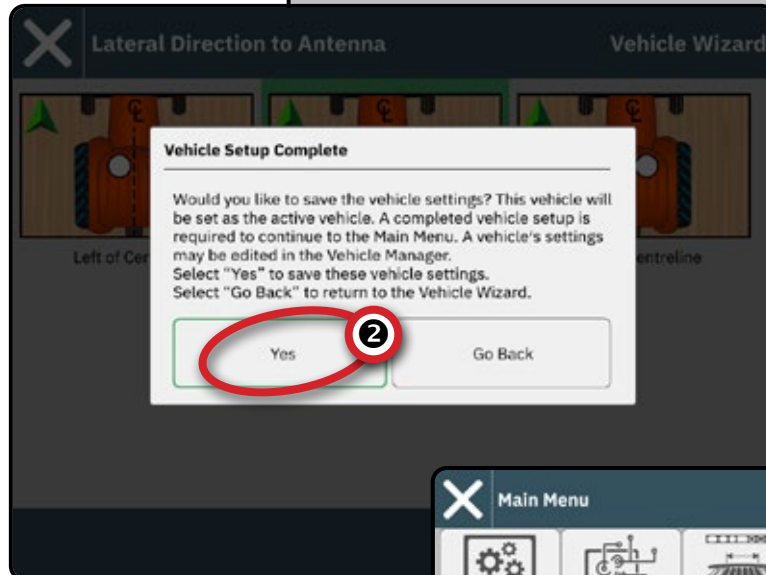 Lateral Direction to Antenna
Vehicle Wizard
Vehicle Setup Complete
Would you like to save the vehicle settings? This vehicle will
be set as the active vehicle. A completed vehicle setup is
required to continue to the Main Menu. A vehicle's settings
may be edited in the Vehicle Manager.
Select "Yes" to save these vehicle settings.
Select "Go Back" to return to the Vehicle Wizard.
Left of Cen
entreline
Yes
2
Go Back
Main Menu